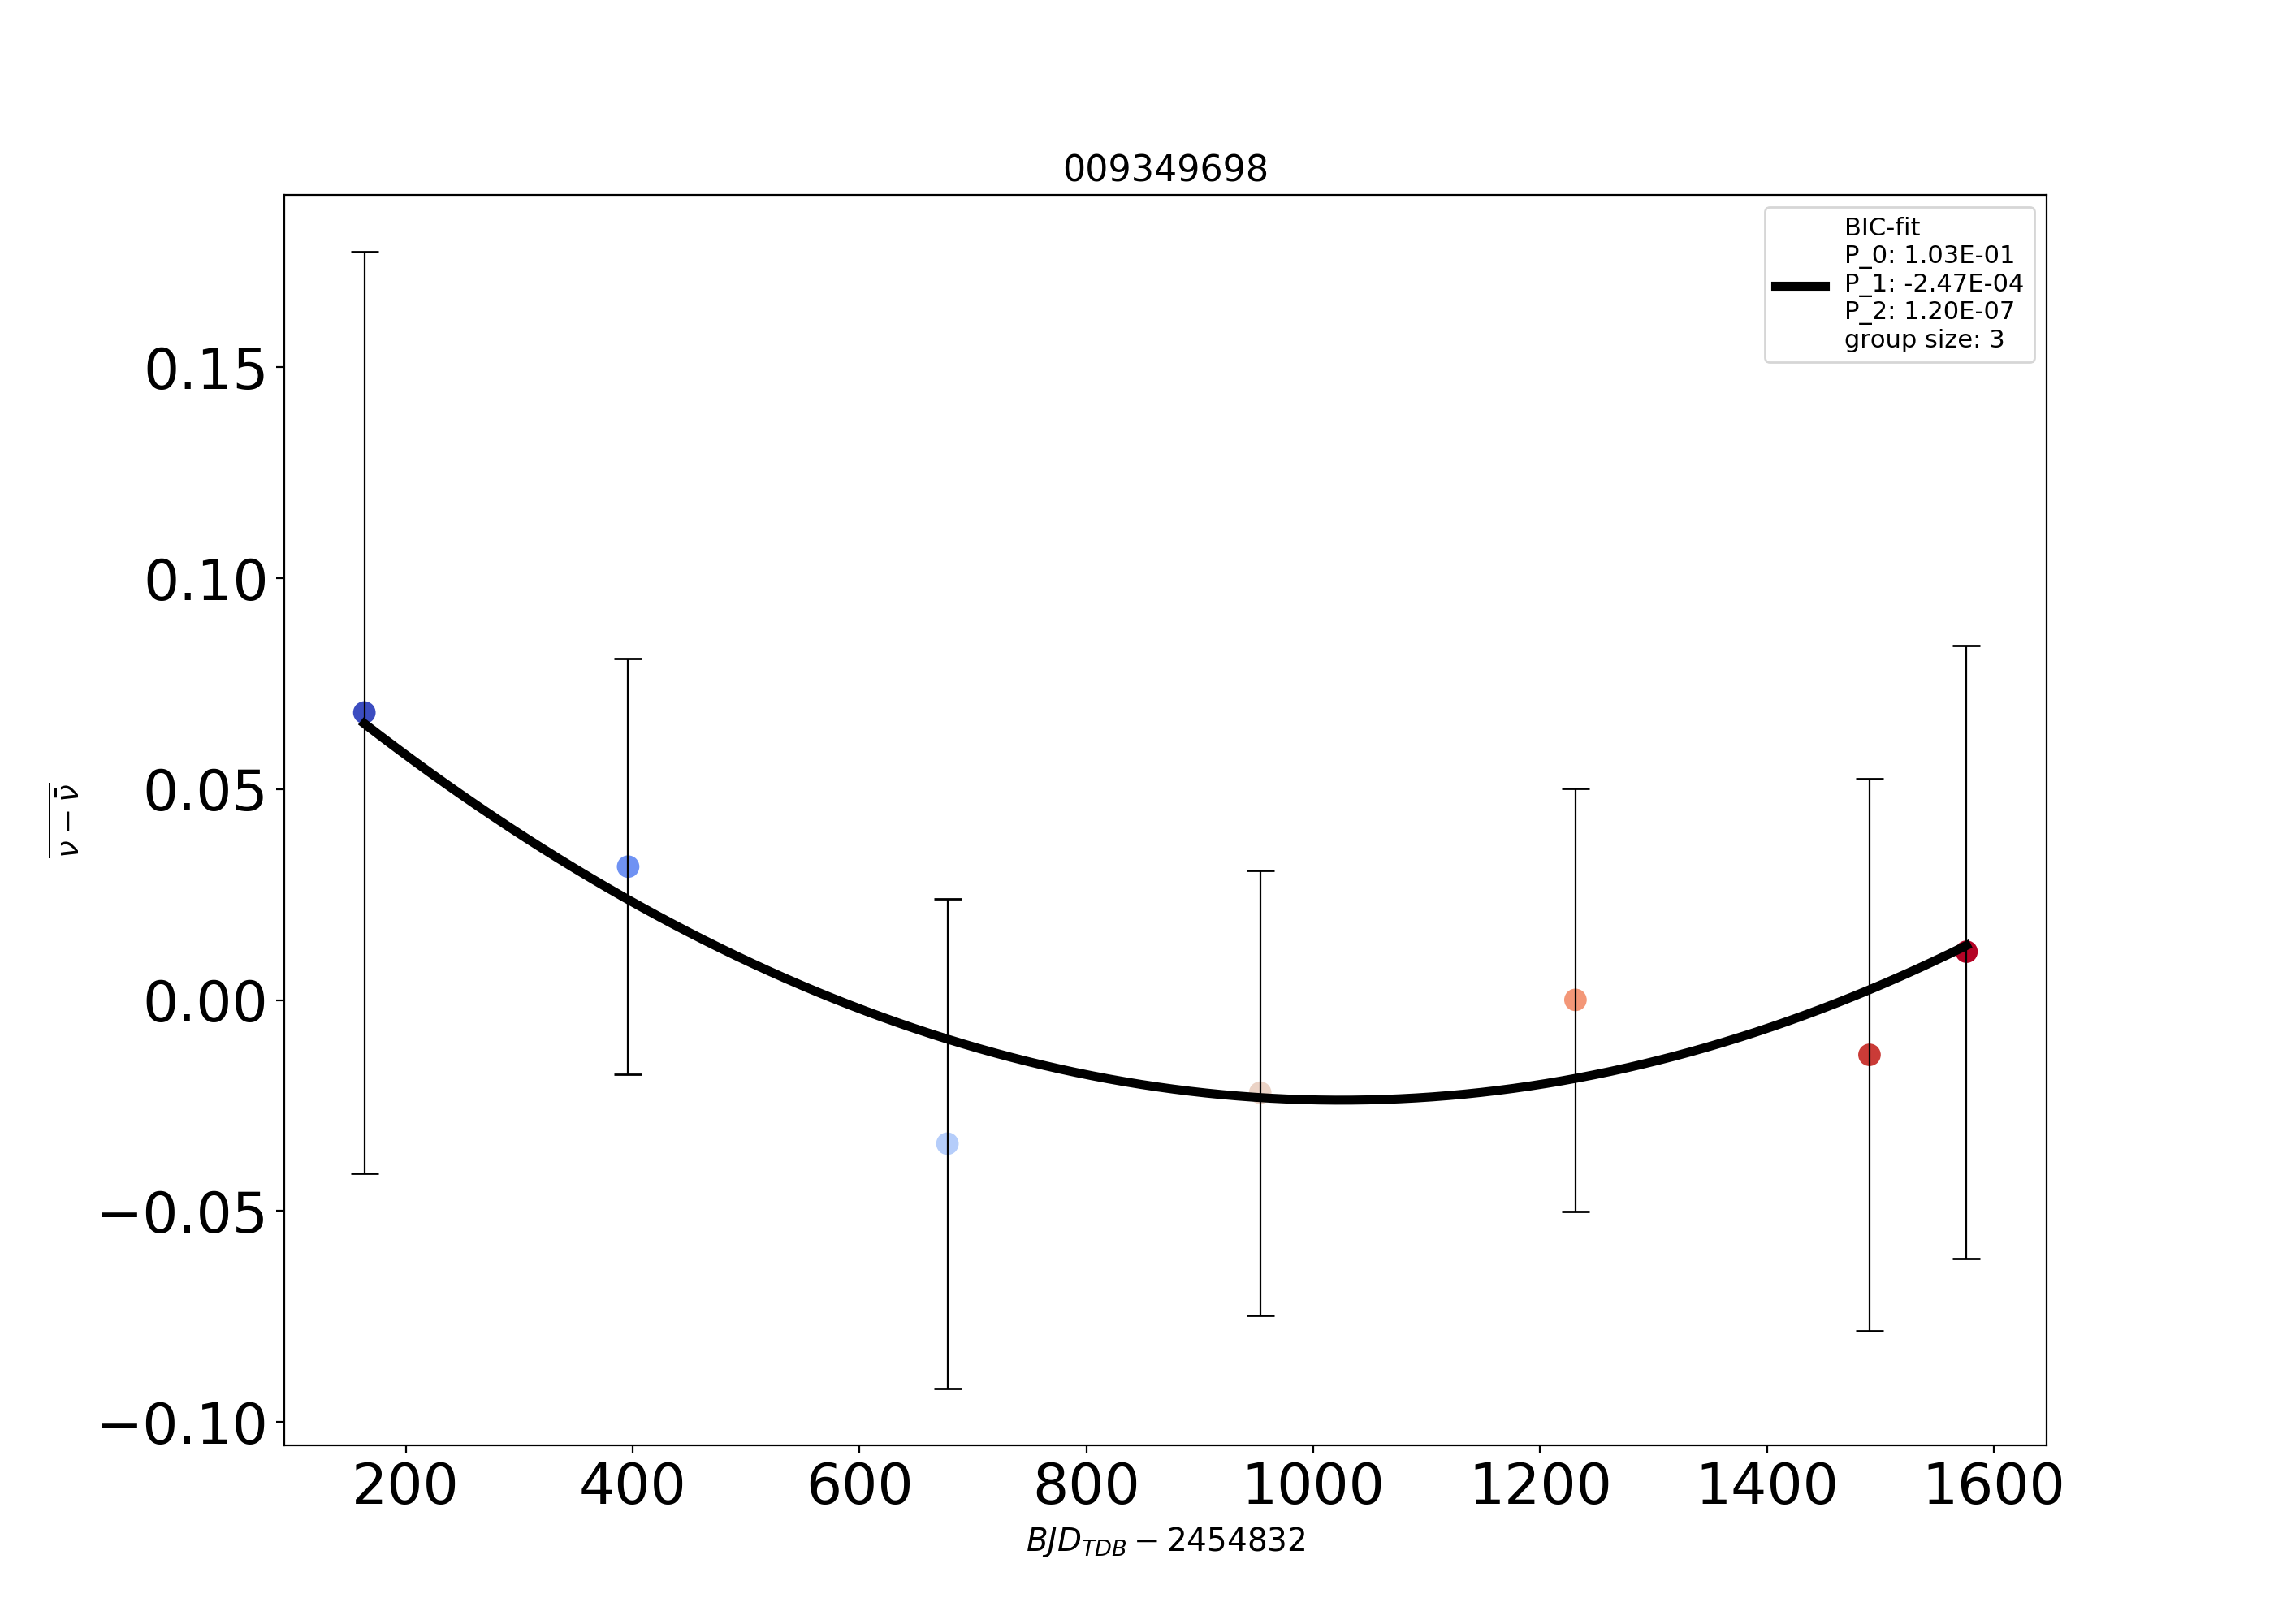 009349698
BIC-fit
P_0: 1.03E-01
P_1: -2.47E-04
P_2: 1.20E-07
group size: 3
0.15
0.10
0.05
0.00
−0.05
−0.10
ν − ν̄
200 400 600 800 1000 1200 1400 1600
BJD_TDB − 2454832